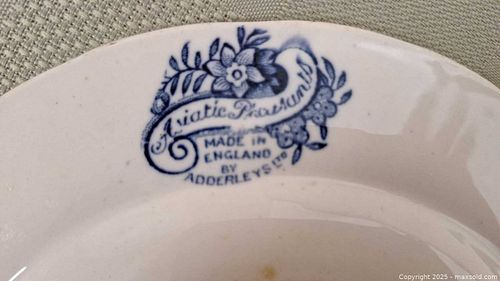 Asiatic Pheasants
MADE IN
ENGLAND
BY
ADDERLEYS LTD
Copyright 2025 - maxsold.com